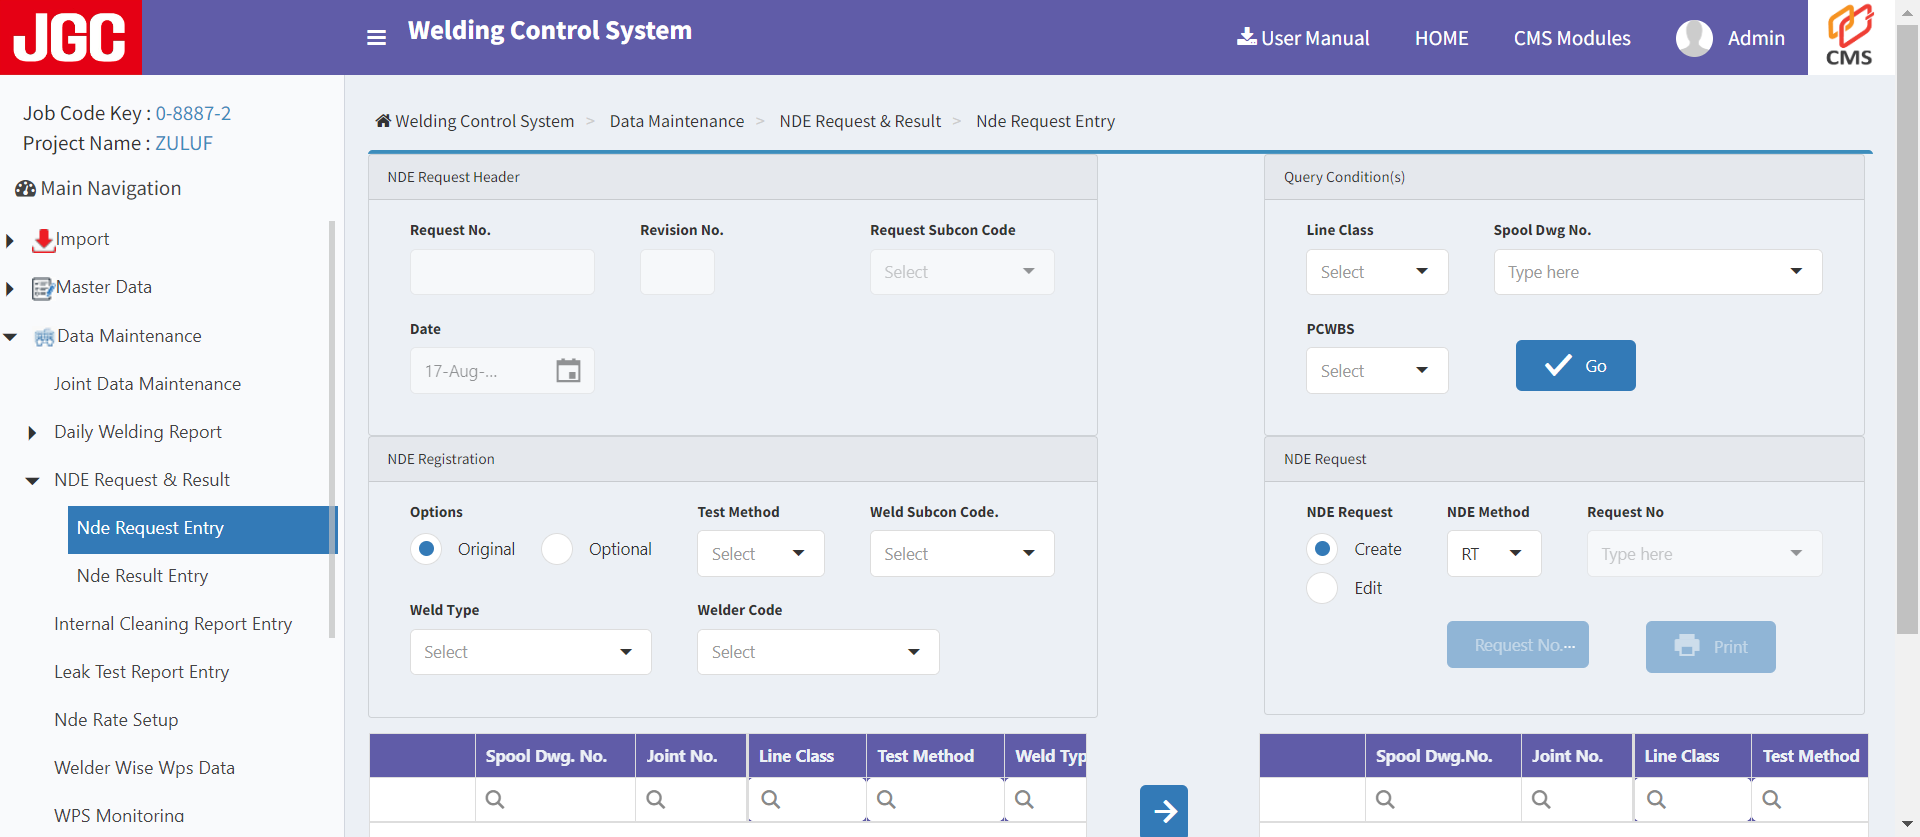 JGC
Welding Control System
User Manual
HOME
CMS Modules
Admin
CMS
Job Code Key : 0-8887-2
Project Name : ZULUF
Main Navigation
Import
Master Data
Data Maintenance
Joint Data Maintenance
Daily Welding Report
NDE Request & Result
Nde Request Entry
Nde Result Entry
Internal Cleaning Report Entry
Leak Test Report Entry
Nde Rate Setup
Welder Wise Wps Data
WPS Monitoring
Welding Control System > Data Maintenance > NDE Request & Result > Nde Request Entry
NDE Request Header
Request No.
Revision No.
Request Subcon Code
Select
Date
17-Aug-...
Query Condition(s)
Line Class
Spool Dwg No.
Select
Type here
PCWBS
Select
Go
NDE Registration
Options
Test Method
Weld Subcon Code.
Original
Optional
Select
Select
Weld Type
Welder Code
Select
Select
NDE Request
NDE Request
NDE Method
Request No
Create
RT
Type here
Edit
Request No....
Print
Spool Dwg. No.
Joint No.
Line Class
Test Method
Weld Typ
Spool Dwg.No.
Joint No.
Line Class
Test Method